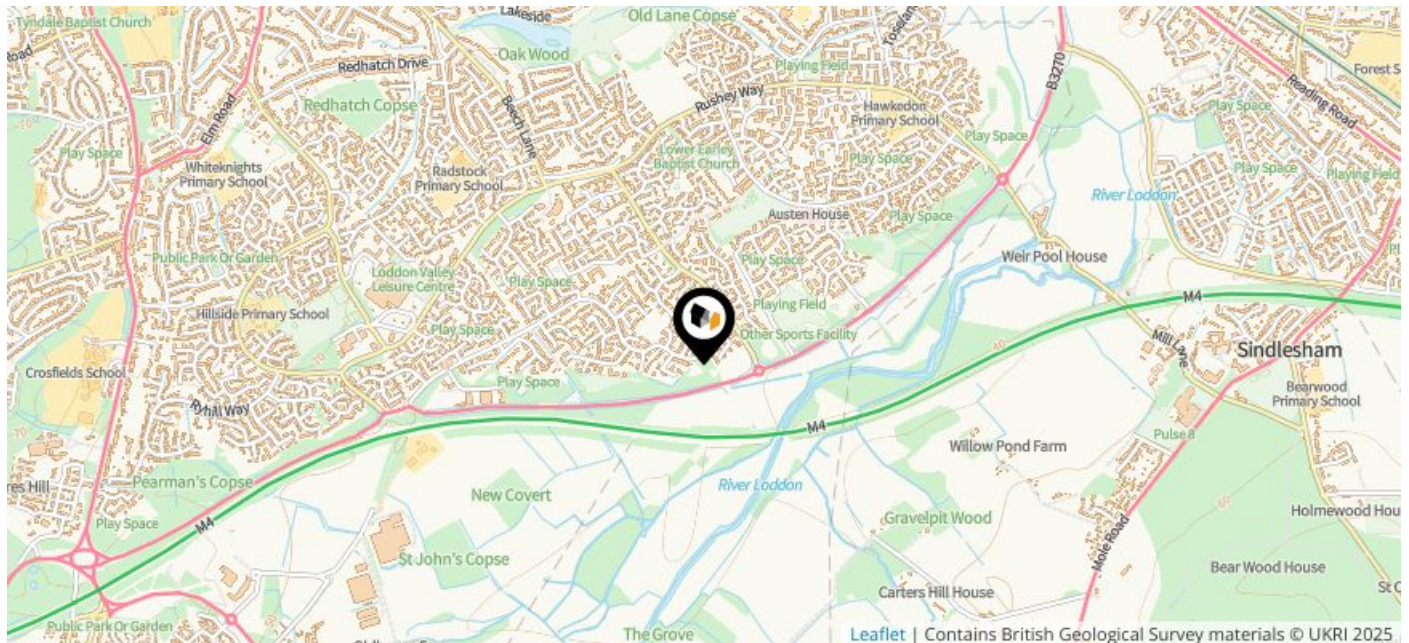 Tyndale Baptist Church
Road
Lakeside
Old Lane Copse
Oak Wood
Redhatch Drive
Playing Field
B3270
Forest S
Reading Road
Play Space
Elm Road
Redhatch Copse
Beech Lane
Rushey Way
Hawkedon
Primary School
Play Space
Play Space
Lower Earley
Baptist Church
Play Space
Whiteknights
Primary School
Radstock
Primary School
Play Space
Playing Field
River Loddon
Austen House
Play Space
Public Park Or Garden
Loddon Valley
Leisure Centre
Play Space
Play Space
Weir Pool House
M4
Hillside Primary School
Play Space
Playing Field
Other Sports Facility
Mill Lane
Sindlesham
Crosfields School
Play Space
Bearwood
Primary School
Ryhill Way
M4
Pulse 8
Willow Pond Farm
res Hill
Pearman's Copse
New Covert
River Loddon
Play Space
M4
Gravelpit Wood
Holmewood Hou
Mole Road
St John's Copse
Bear Wood House
Carters Hill House
St C
Public Park Or Garden
The Grove
Leaflet | Contains British Geological Survey materials © UKRI 2025